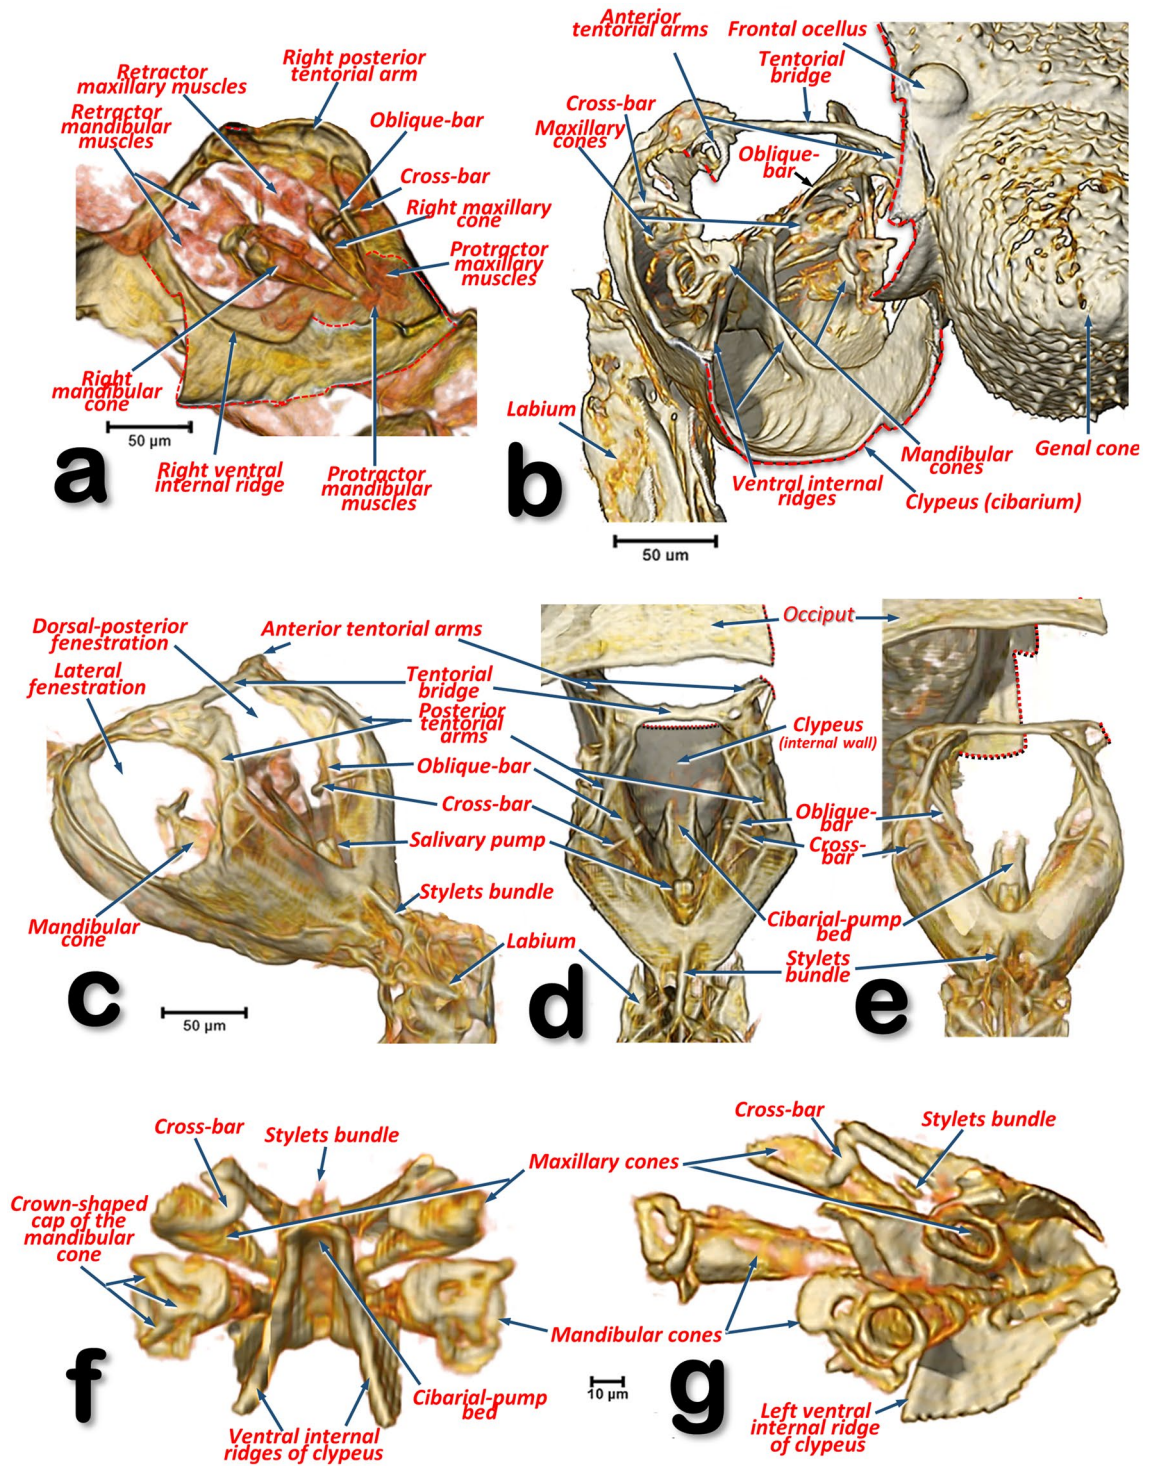 Right posterior
tentorial arm
Retractor
maxillary muscles
Retractor
mandibular
muscles
Oblique-bar
Cross-bar
Right maxillary
cone
Protractor
maxillary
muscles
Right
mandibular
cone
50 µm
a
Right ventral
internal ridge
Protractor
mandibular
muscles
Anterior
tentorial arms
Frontal ocellus
Tentorial
bridge
Cross-bar
Maxillary
cones
Oblique-
bar
Labium
b
Mandibular
cones
Genal cone
Ventral internal
ridges
Clypeus (cibarium)
50 µm
Dorsal-posterior
fenestration
Anterior tentorial arms
Occiput
Lateral
fenestration
Tentorial
bridge
Posterior
tentorial
arms
Clypeus
(internal wall)
Oblique-bar
Cross-bar
Oblique-
bar
Salivary pump
Cross-
bar
Stylets bundle
Mandibular
cone
Cibarial-pump
bed
Labium
Stylets
bundle
c
50 µm
d
e
Cross-bar
Stylets bundle
Crown-shaped
cap of the
mandibular
cone
Maxillary cones
Cross-bar
Stylets bundle
Mandibular cones
f
10 µm
g
Cibarial-pump
bed
Ventral internal
ridges of clypeus
Left ventral
internal ridge
of clypeus